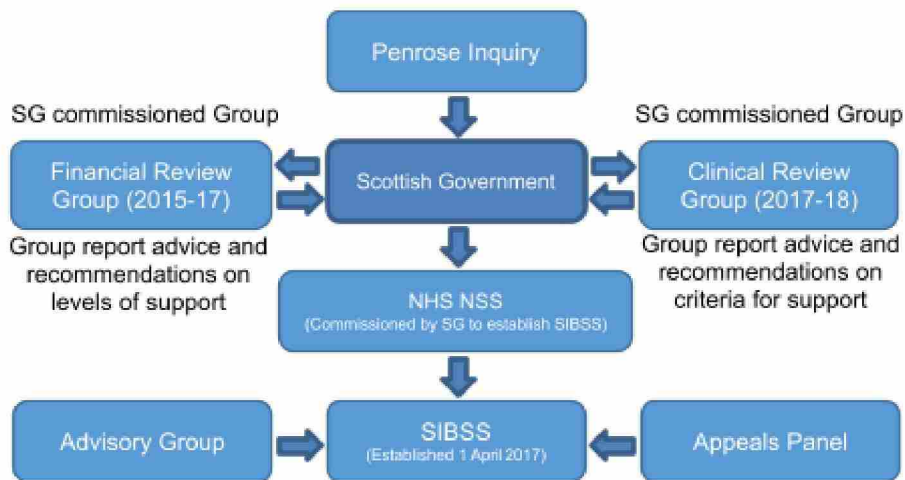 Penrose Inquiry
SG commissioned Group
SG commissioned Group
Financial Review
Group (2015-17)
Scottish Government
Clinical Review
Group (2017-18)
Group report advice and
recommendations on
levels of support
Group report advice and
recommendations on
criteria for support
NHS NSS
(Commissioned by SG to establish SIBSS)
Advisory Group
SIBSS
(Established 1 April 2017)
Appeals Panel